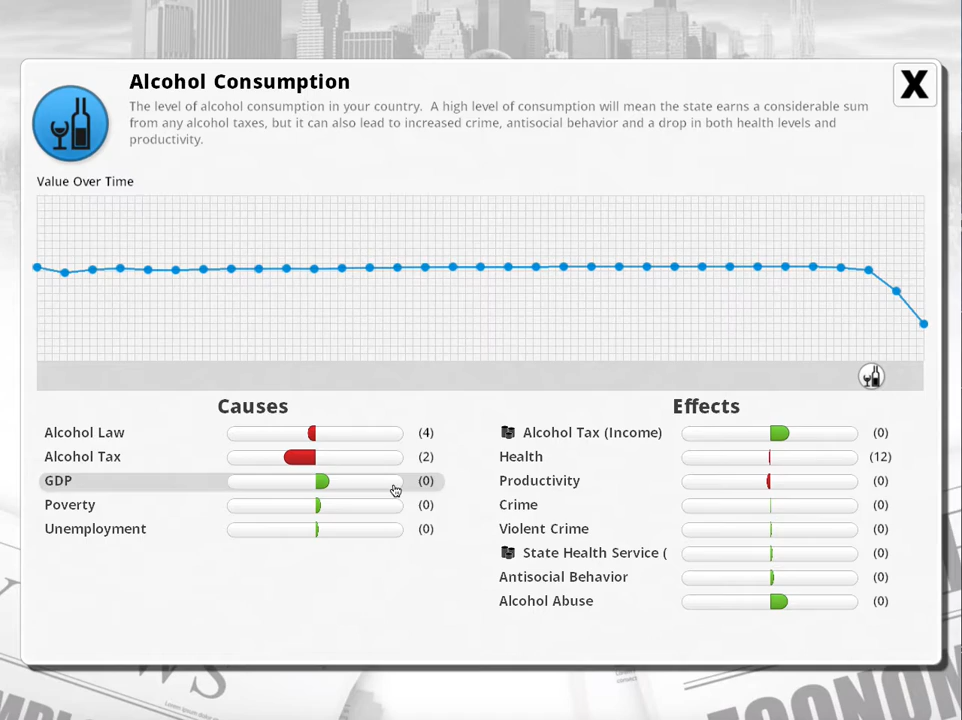 Alcohol Consumption
X
The level of alcohol consumption in your country. A high level of consumption will mean the state earns a considerable sum
from any alcohol taxes, but it can also lead to increased crime, antisocial behavior and a drop in both health levels and
productivity.
Value Over Time
Causes
Alcohol Law (4)
Alcohol Tax (2)
GDP (0)
Poverty (0)
Unemployment (0)
Effects
Alcohol Tax (Income) (0)
Health (12)
Productivity (0)
Crime (0)
Violent Crime (0)
State Health Service ( (0)
Antisocial Behavior (0)
Alcohol Abuse (0)